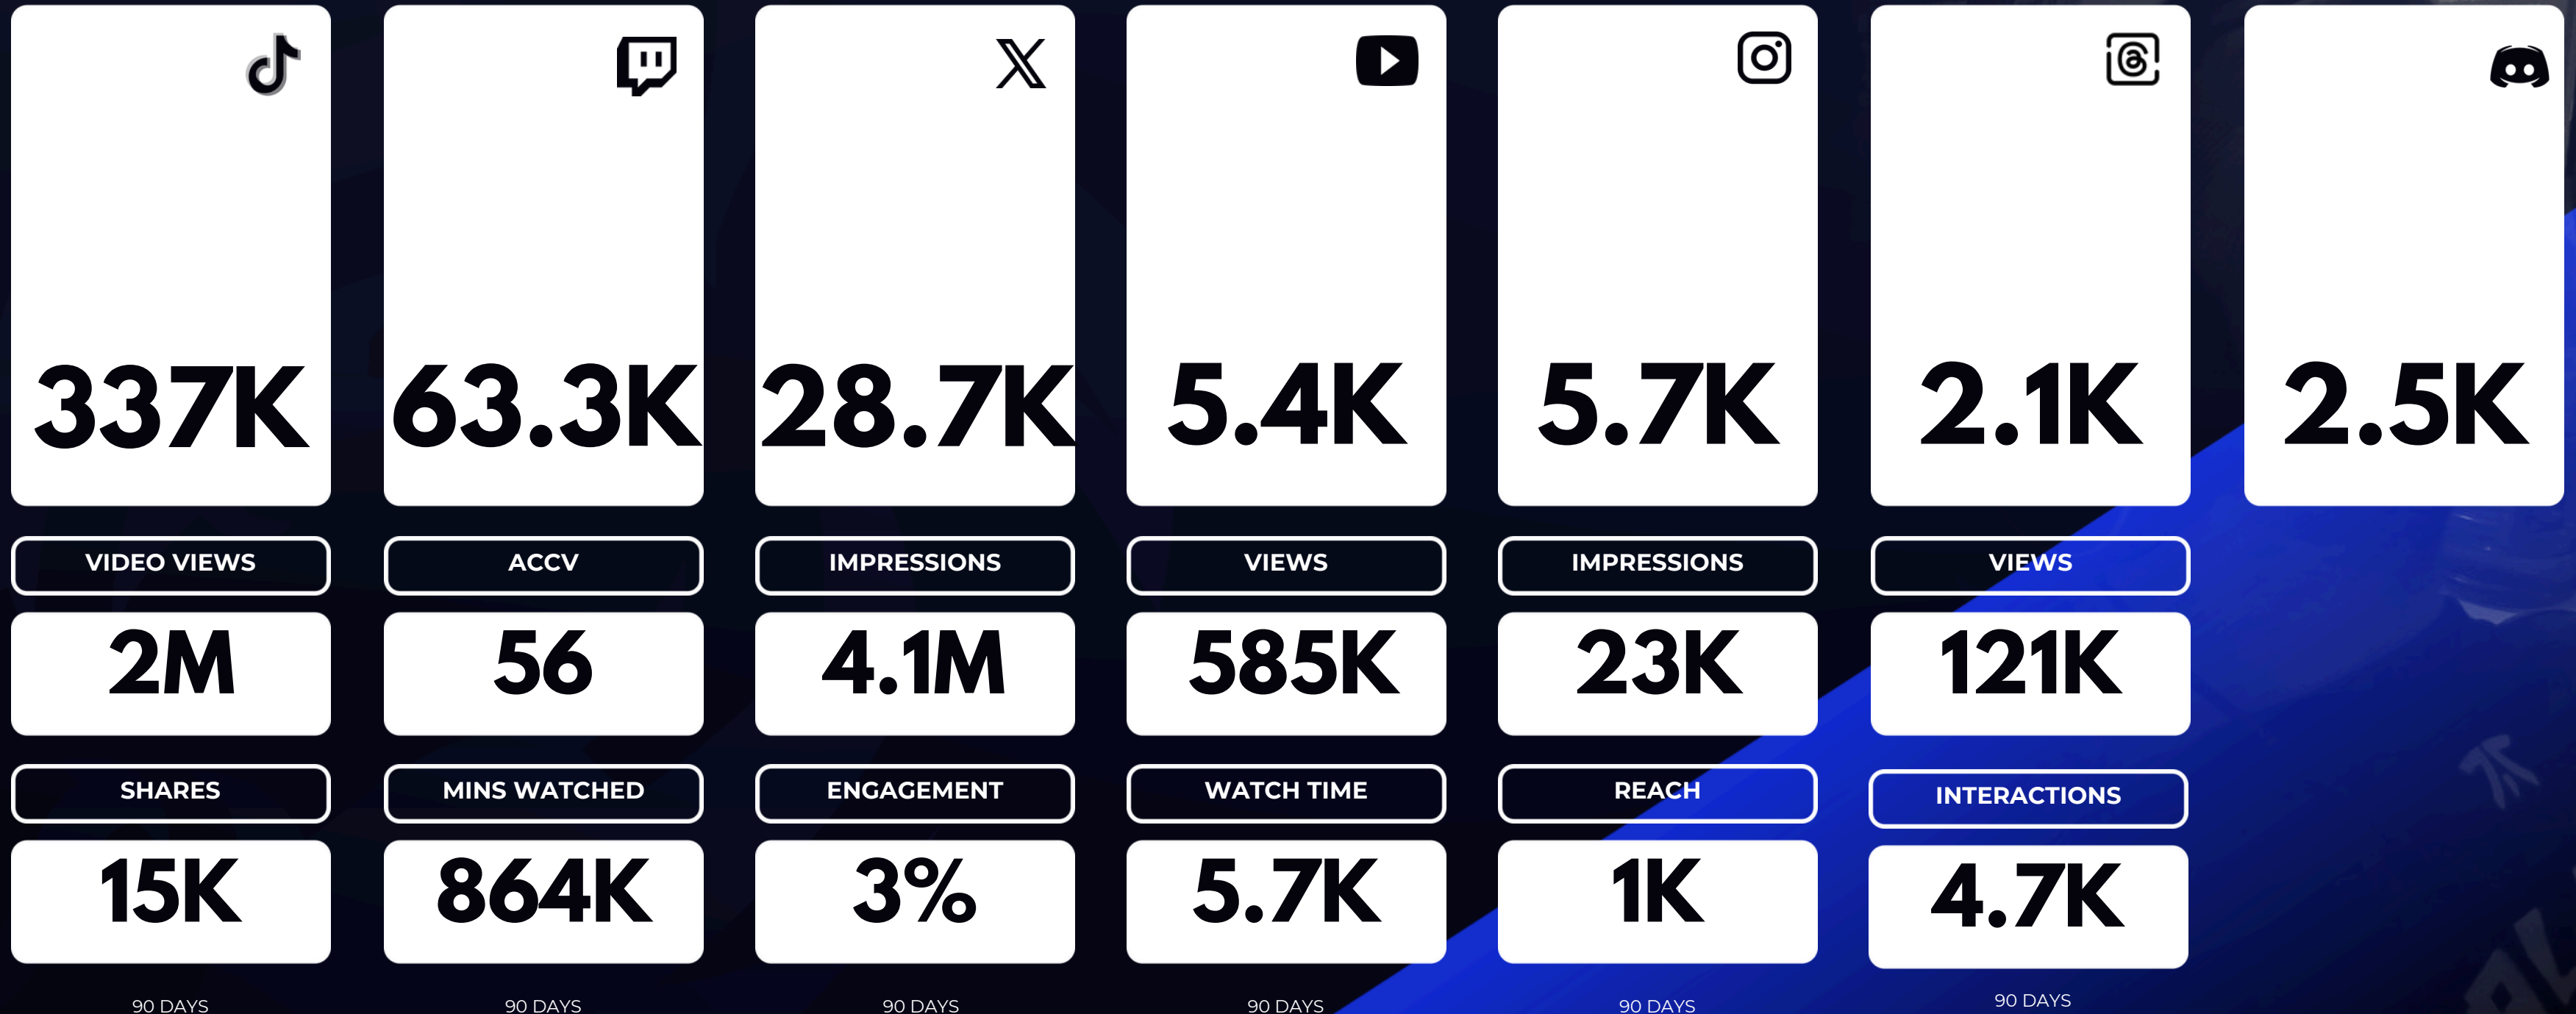 337K
63.3K
28.7K
5.4K
5.7K
2.1K
2.5K
VIDEO VIEWS
ACCV
IMPRESSIONS
VIEWS
IMPRESSIONS
VIEWS
2M
56
4.1M
585K
23K
121K
SHARES
MINS WATCHED
ENGAGEMENT
WATCH TIME
REACH
INTERACTIONS
15K
864K
3%
5.7K
1K
4.7K
90 DAYS
90 DAYS
90 DAYS
90 DAYS
90 DAYS
90 DAYS